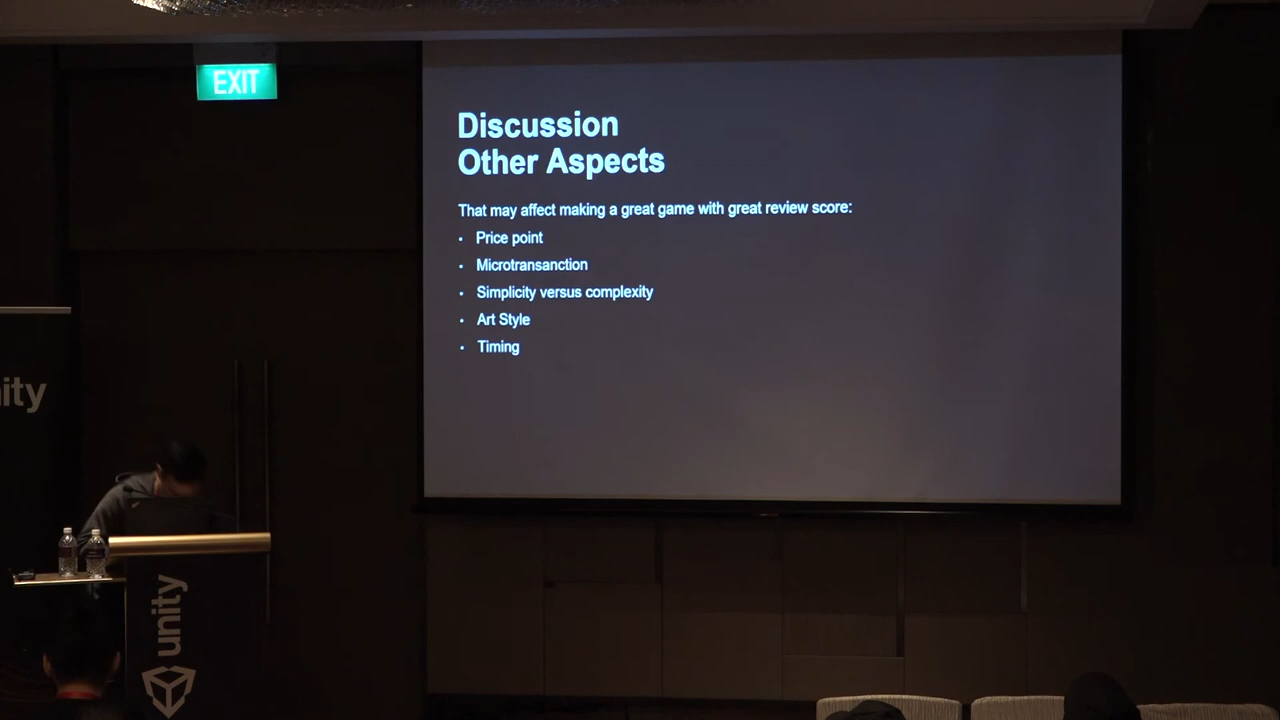 EXIT
Discussion
Other Aspects
That may affect making a great game with great review score:
• Price point
• Microtransanction
• Simplicity versus complexity
• Art Style
• Timing
ity
unity